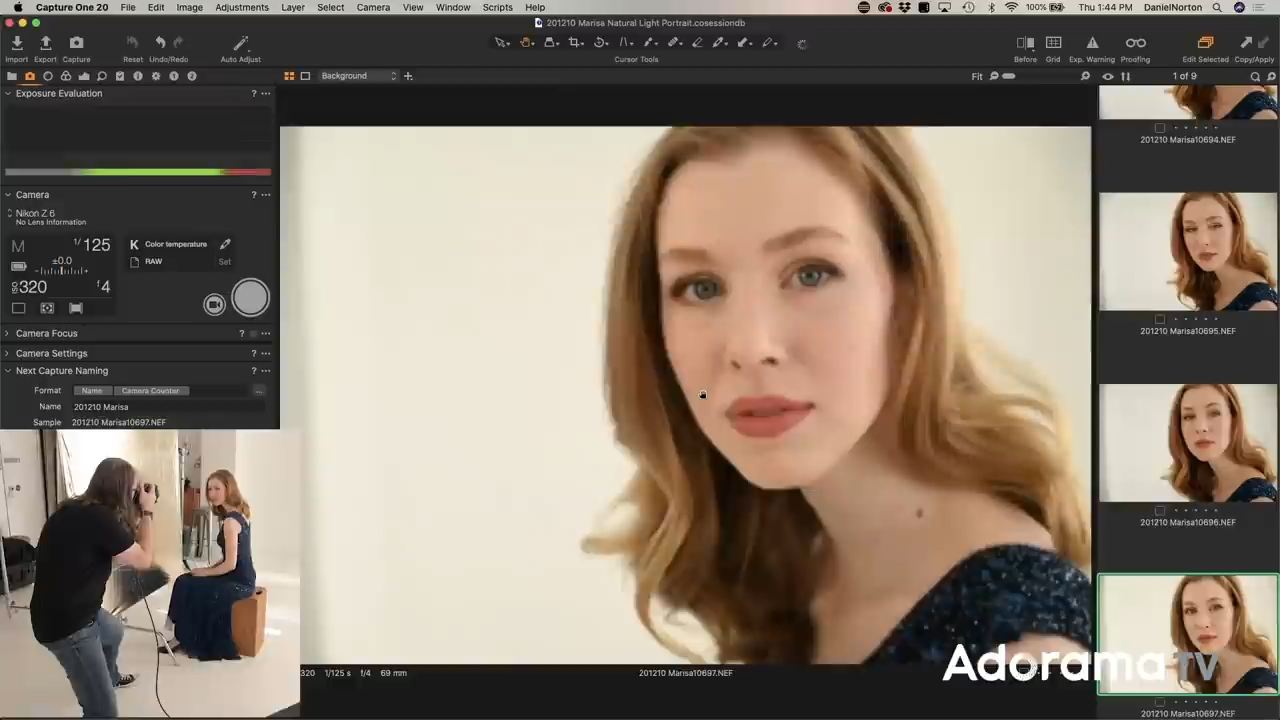 Capture One 20 File Edit Image Adjustments Layer Select Camera View Window Scripts Help
100% Thu 1:44 PM DanielNorton
201210 Marisa Natural Light Portrait.cosessiondb
Import Export Capture Reset Undo/Redo Auto Adjust
Cursor Tools
Before Grid Exp. Warning Proofing Edit Selected Copy/Apply
Background
Fit
1 of 9
Exposure Evaluation ?
Camera ?
Nikon Z 6
No Lens Information
M 1/125
±0.0
ISO 320 f4
K Color temperature
RAW Set
Camera Focus ?
Camera Settings ?
Next Capture Naming ?
Format Name Camera Counter ...
Name 201210 Marisa
Sample 201210 Marisa10697.NEF
320 1/125 s f/4 69 mm
201210 Marisa10697.NEF
201210 Marisa10694.NEF
201210 Marisa10695.NEF
201210 Marisa10696.NEF
201210 Marisa10697.NEF
Adorama tv